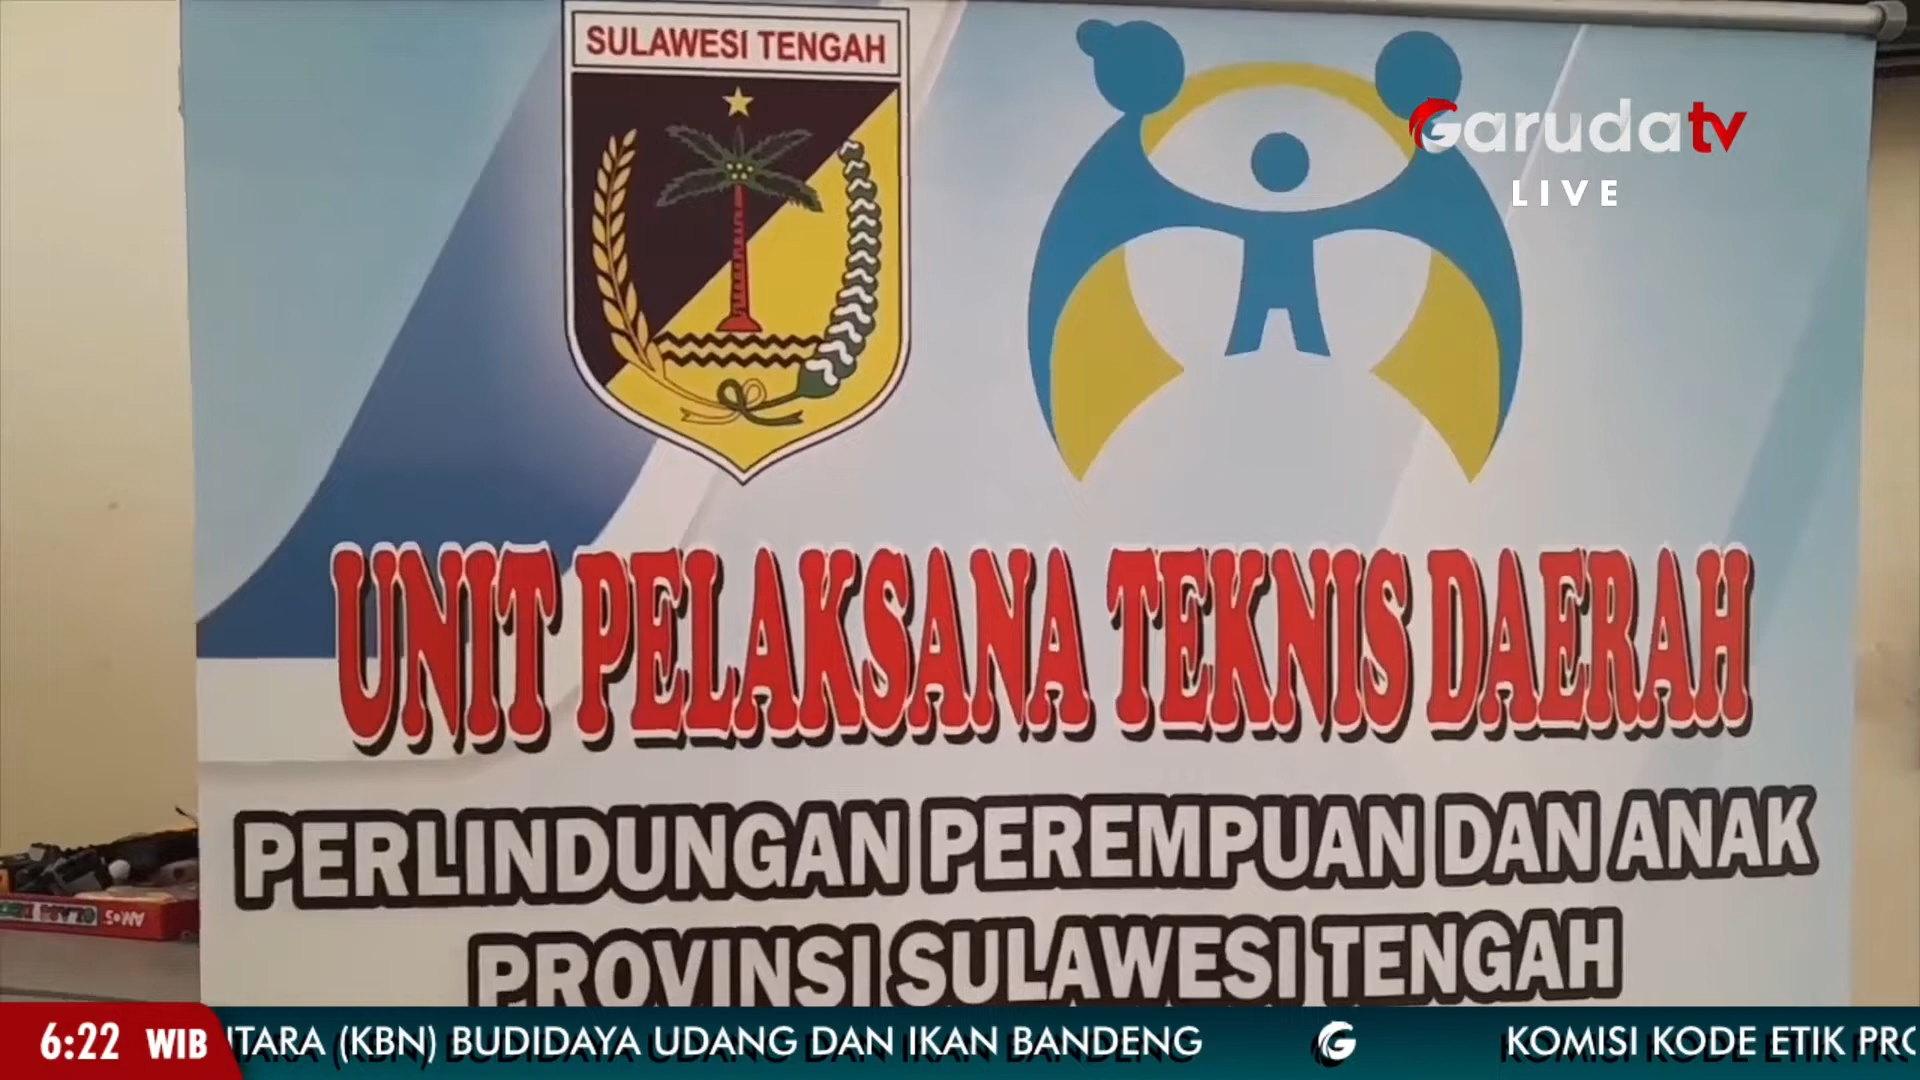 SULAWESI TENGAH
Garudatv
LIVE
UNIT PELAKSANA TEKNIS DAERAH
PERLINDUNGAN PEREMPUAN DAN ANAK
PROVINSI SULAWESI TENGAH
6:22 WIB
(KBN) BUDIDAYA UDANG DAN IKAN BANDENG
KOMISI KODE ETIK